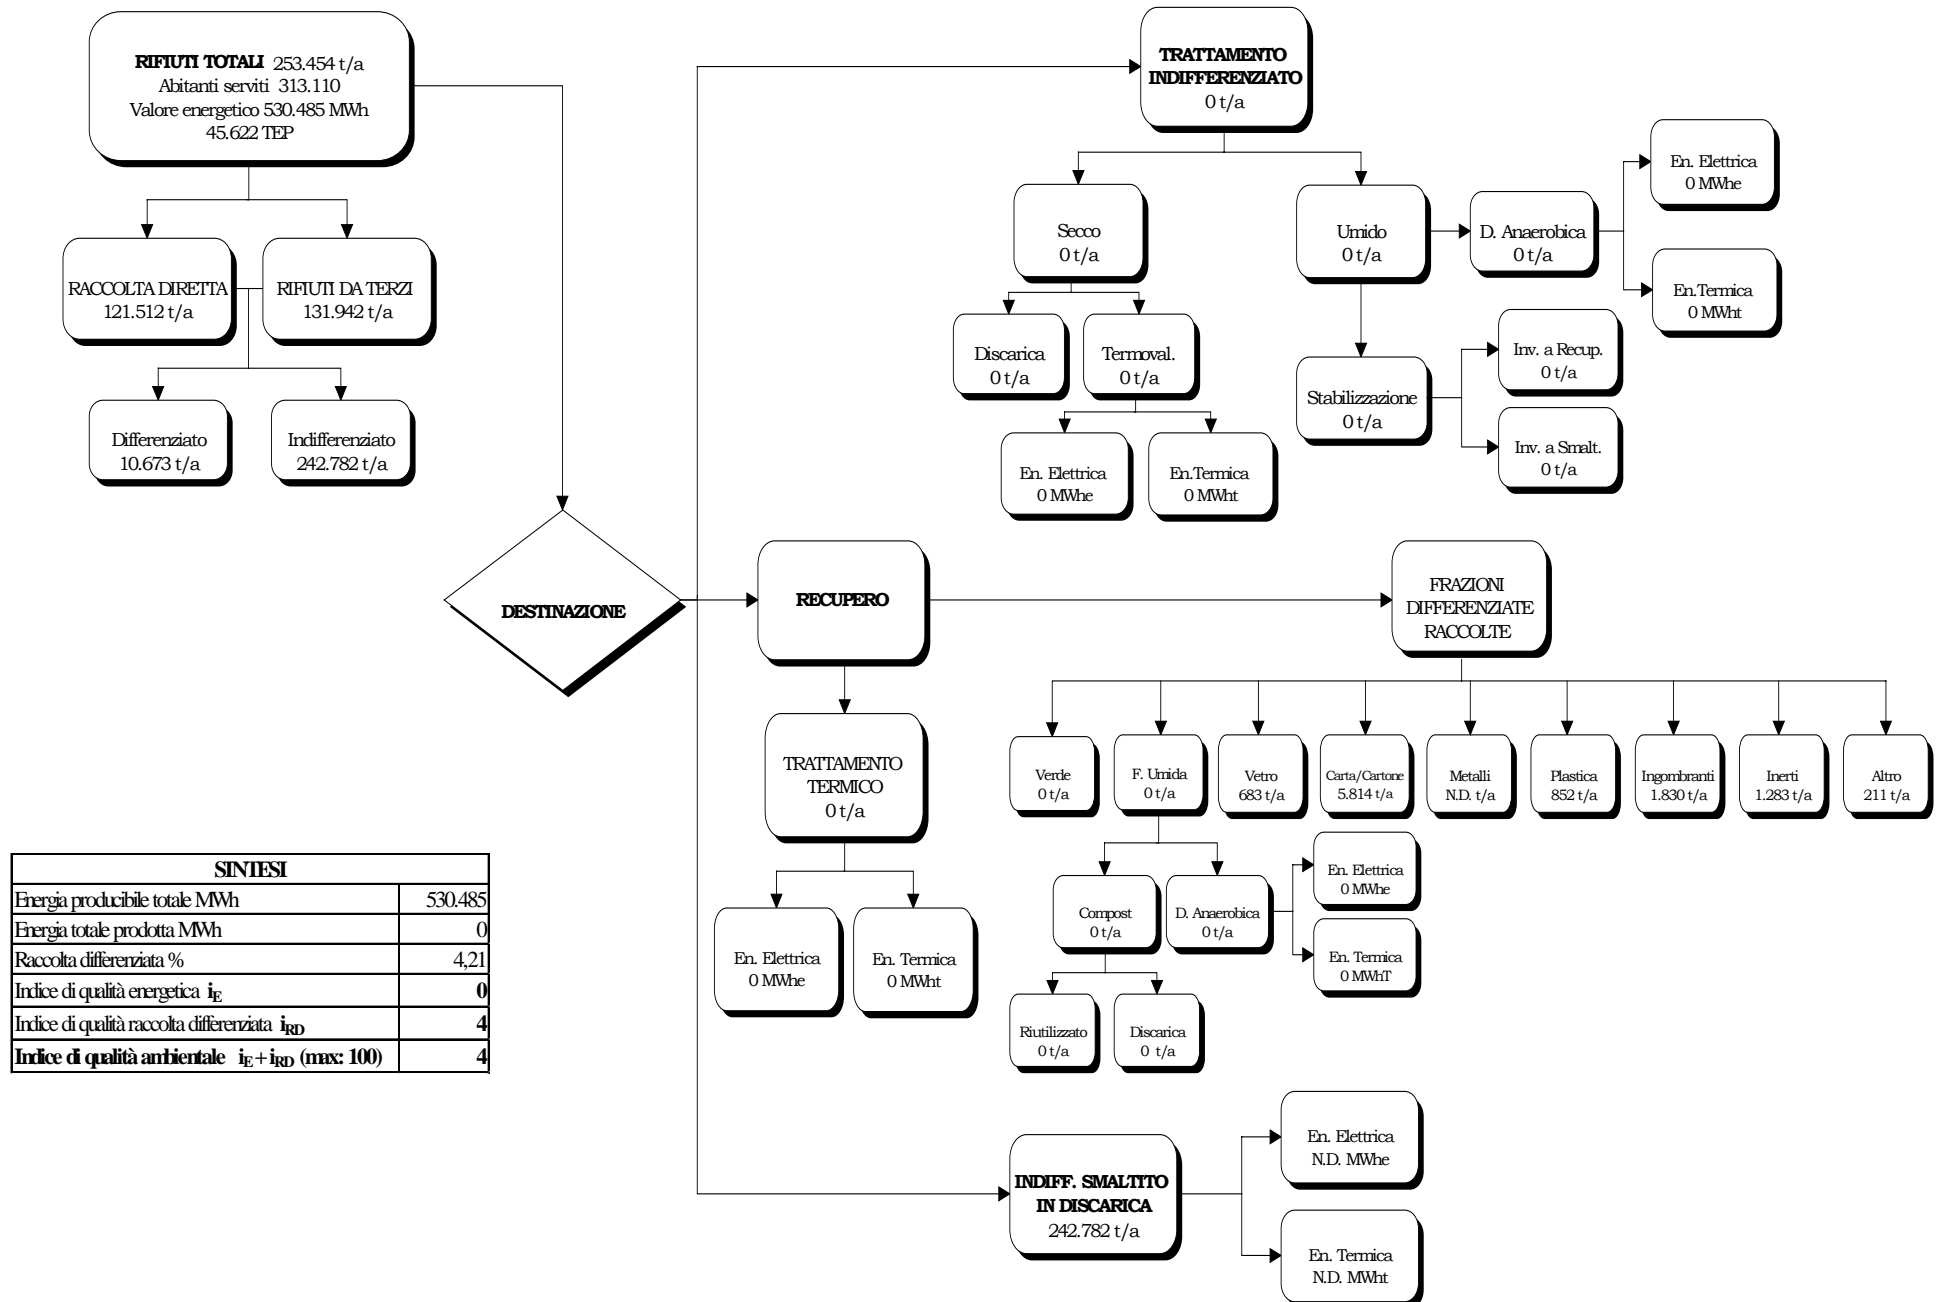 RIFIUTI TOTALI 253.454 t/a
Abitanti serviti 313.110
Valore energetico 530.485 MWh
45.622 TEP
RACCOLTA DIRETTA
121.512 t/a
RIFIUTI DA TERZI
131.942 t/a
Differenziato
10.673 t/a
Indifferenziato
242.782 t/a
DESTINAZIONE
TRATTAMENTO
INDIFFERENZIATO
0 t/a
Secco
0 t/a
Umido
0 t/a
D. Anaerobica
0 t/a
En. Elettrica
0 MWhe
En.Termica
0 MWht
Discarica
0 t/a
Termoval.
0 t/a
Stabilizzazione
0 t/a
Inv. a Recup.
0 t/a
Inv. a Smalt.
0 t/a
En. Elettrica
0 MWhe
En.Termica
0 MWht
RECUPERO
FRAZIONI
DIFFERENZIATE
RACCOLTE
TRATTAMENTO
TERMICO
0 t/a
En. Elettrica
0 MWhe
En. Termica
0 MWht
Verde
0 t/a
F. Umida
0 t/a
Vetro
683 t/a
Carta/Cartone
5.814 t/a
Metalli
N.D. t/a
Plastica
852 t/a
Ingombranti
1.830 t/a
Inerti
1.283 t/a
Altro
211 t/a
Compost
0 t/a
D. Anaerobica
0 t/a
En. Elettrica
0 MWhe
En. Termica
0 MWhT
Riutilizzato
0 t/a
Discarica
0 t/a
INDIFF. SMALTITO
IN DISCARICA
242.782 t/a
En. Elettrica
N.D. MWhe
En. Termica
N.D. MWht
SINTESI
Energia producibile totale MWh 530.485
Energia totale prodotta MWh 0
Raccolta differenziata % 4,21
Indice di qualità energetica iE 0
Indice di qualità raccolta differenziata iRD 4
Indice di qualità ambientale iE + iRD (max: 100) 4